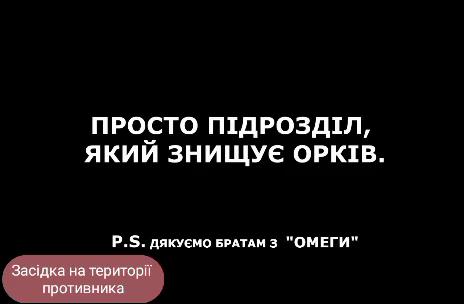 ПРОСТО ПІДРОЗДІЛ,
ЯКИЙ ЗНИЩУЄ ОРКІВ.
P.S. ДЯКУЄМО БРАТАМ З "ОМЕГИ"
Засідка на території
противника